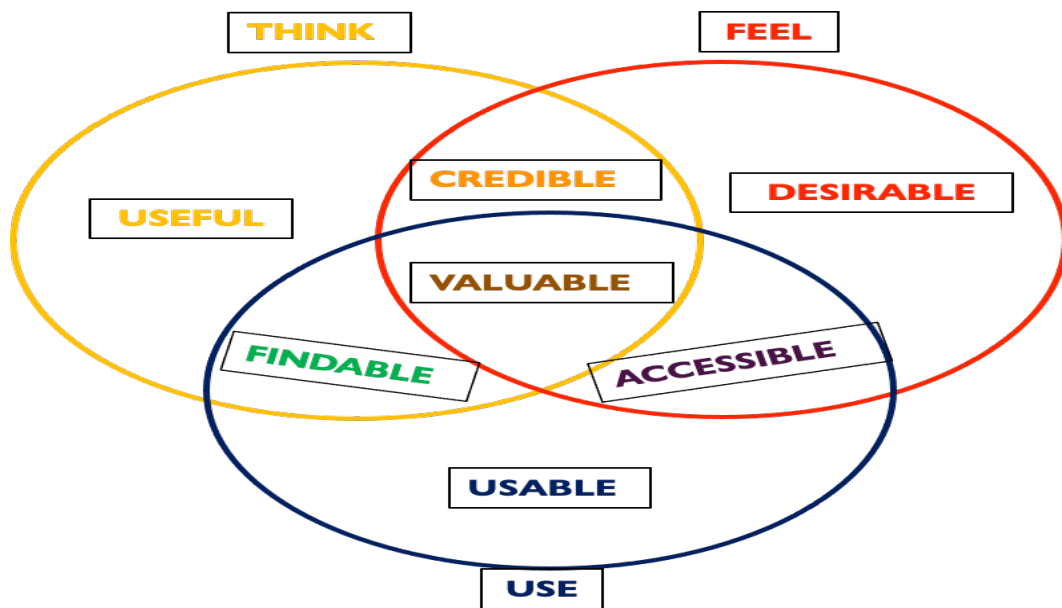 THINK
FEEL
CREDIBLE
DESIRABLE
USEFUL
VALUABLE
FINDABLE
ACCESSIBLE
USABLE
USE